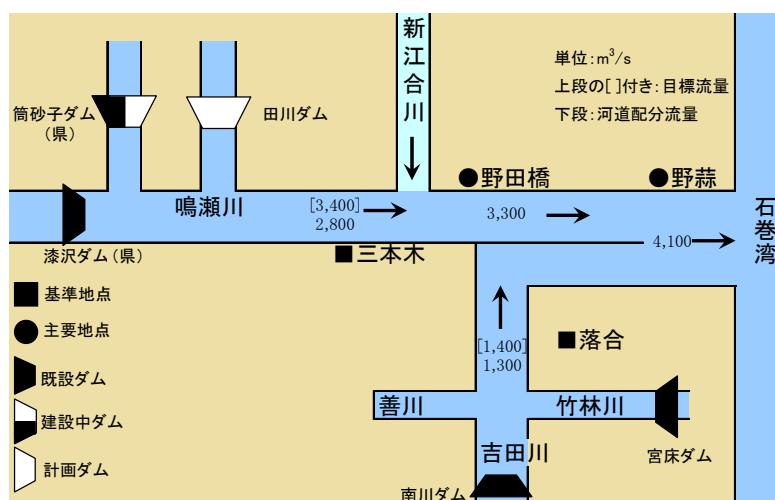 新江合川
単位：m³/s
上段の[ ]付き：目標流量
下段：河道配分流量
筒砂子ダム
（県）
田川ダム
野田橋
野蒜
鳴瀬川
[3,400]
2,800
3,300
4,100
石巻湾
漆沢ダム（県）
三本木
基準地点
主要地点
既設ダム
建設中ダム
計画ダム
[1,400]
1,300
落合
善川
竹林川
吉田川
宮床ダム
南川ダム